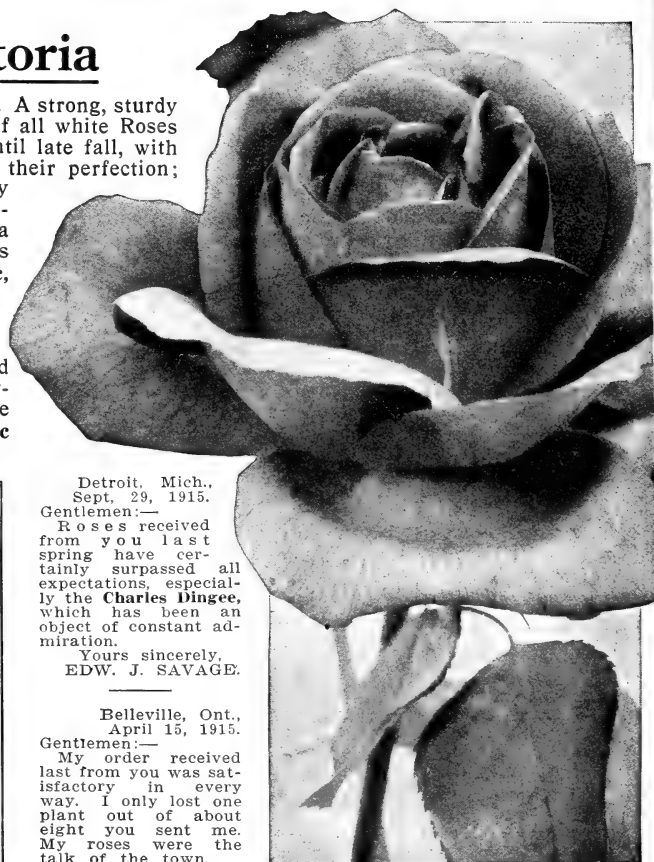 toria
A strong, sturdy
f all white Roses
ntil late fall, with
their perfection;
y
-
a
s
e,
d
-
e
c
Detroit, Mich.,
Sept, 29, 1915.
Gentlemen:—
Roses received
from you last
spring have cer-
tainly surpassed all
expectations, especial-
ly the Charles Dingee,
which has been an
object of constant ad-
miration.
Yours sincerely,
EDW. J. SAVAGE.
Belleville, Ont.,
April 15, 1915.
Gentlemen:—
My order received
last from you was sat-
isfactory in every
way. I only lost one
plant out of about
eight you sent me.
My roses were the
talk of the town.